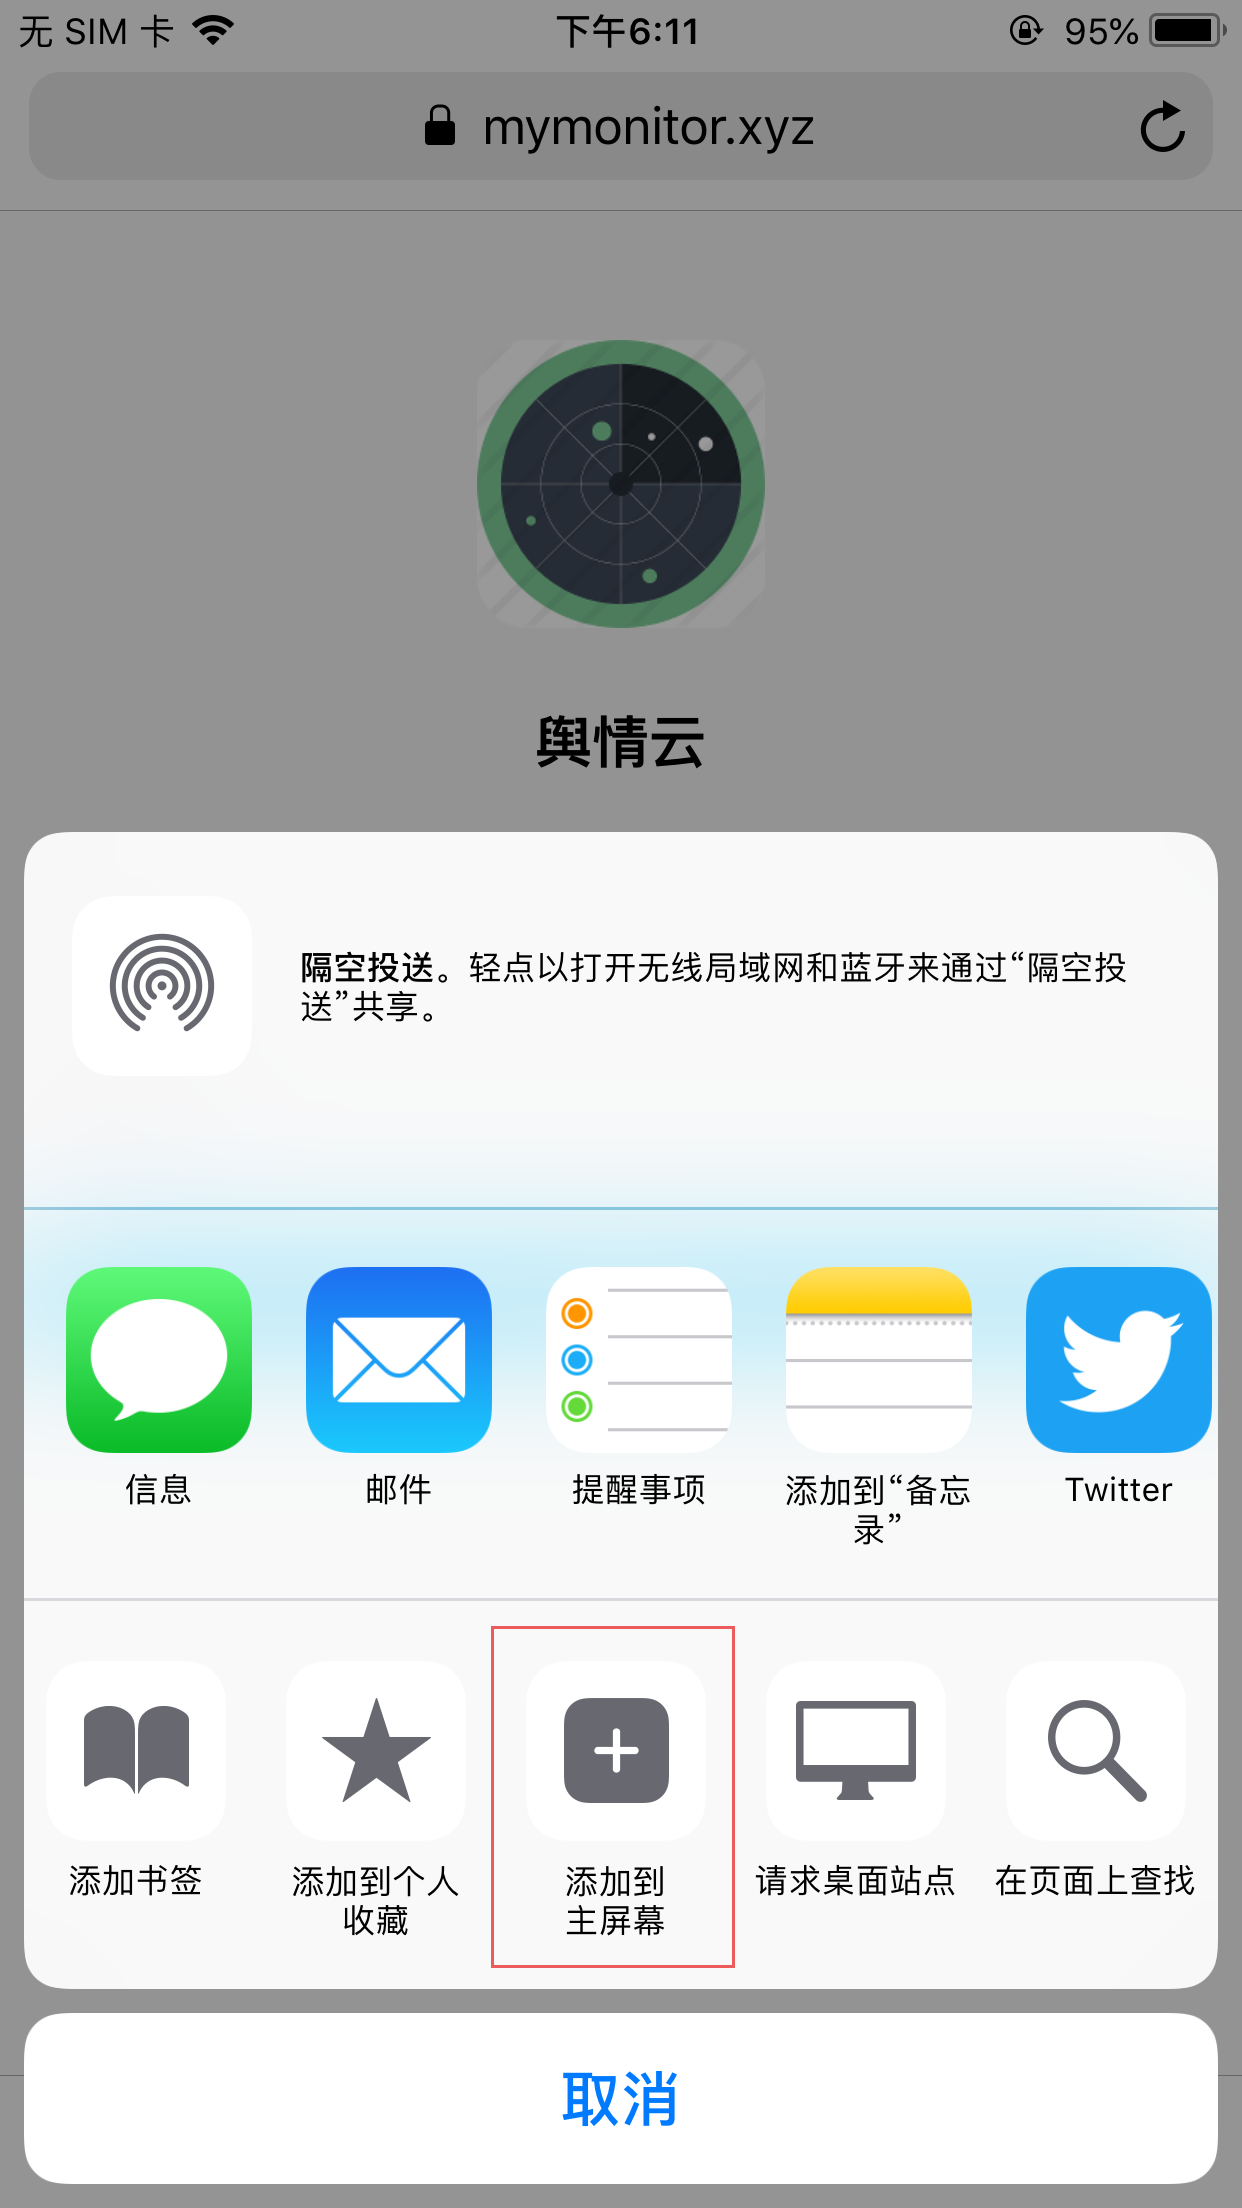 无 SIM 卡
下午6:11
95%
mymonitor.xyz
舆情云
隔空投送。轻点以打开无线局域网和蓝牙来通过“隔空投
送”共享。
信息
邮件
提醒事项
添加到“备忘
录”
Twitter
添加书签
添加到个人
收藏
添加到
主屏幕
请求桌面站点
在页面上查找
取消